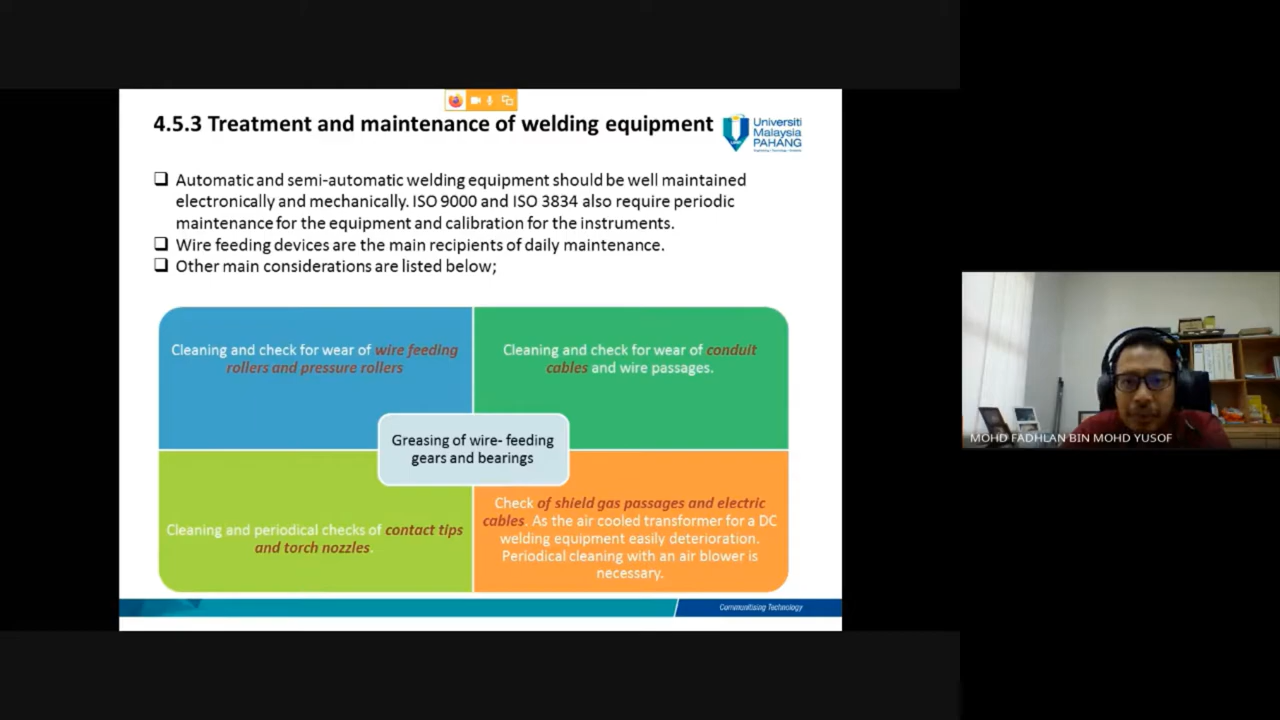 4.5.3 Treatment and maintenance of welding equipment
Universiti
Malaysia
PAHANG
Automatic and semi-automatic welding equipment should be well maintained
electronically and mechanically. ISO 9000 and ISO 3834 also require periodic
maintenance for the equipment and calibration for the instruments.
Wire feeding devices are the main recipients of daily maintenance.
Other main considerations are listed below;
Cleaning and check for wear of wire feeding
rollers and pressure rollers
Cleaning and check for wear of conduit
cables and wire passages.
Greasing of wire- feeding
gears and bearings
Cleaning and periodical checks of contact tips
and torch nozzles.
Check of shield gas passages and electric
cables. As the air cooled transformer for a DC
welding equipment easily deterioration.
Periodical cleaning with an air blower is
necessary.
Communitising Technology
MOHD FADHLAN BIN MOHD YUSOF